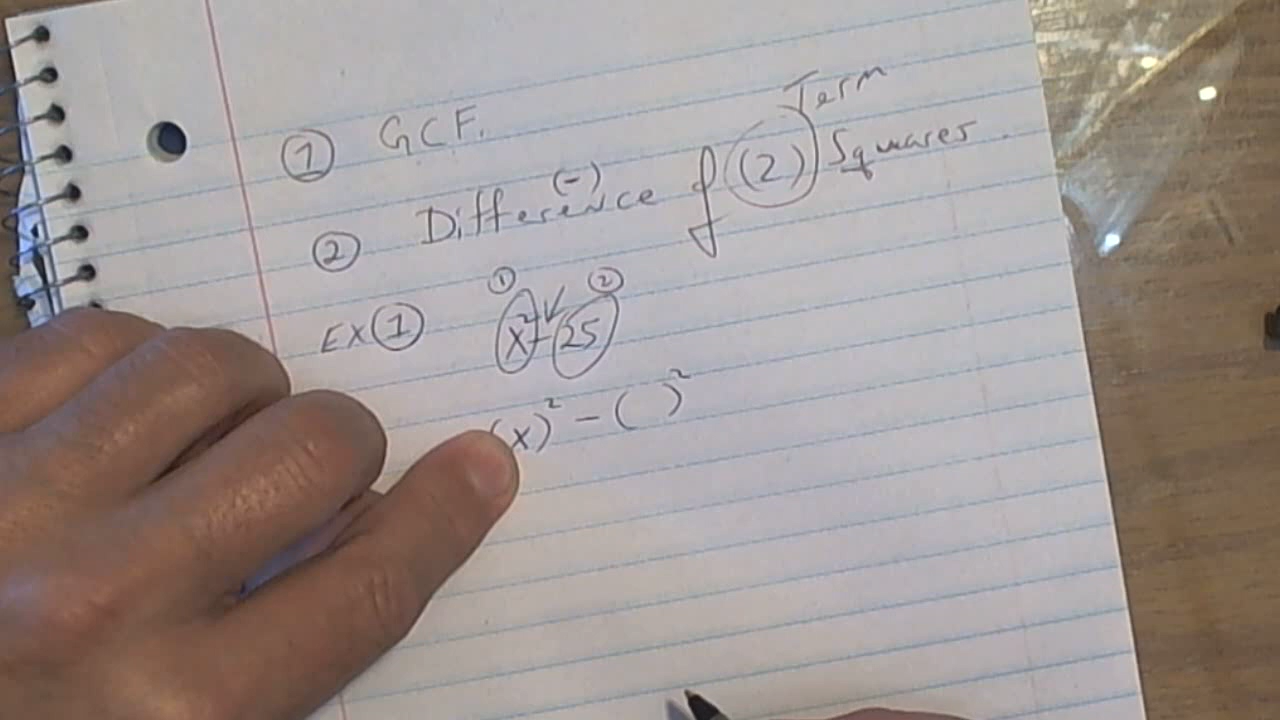 ① GCF.
Term
② Difference (-) of (2) Squares.
① ②
EX ① x² - 25
(x)² - ( )²